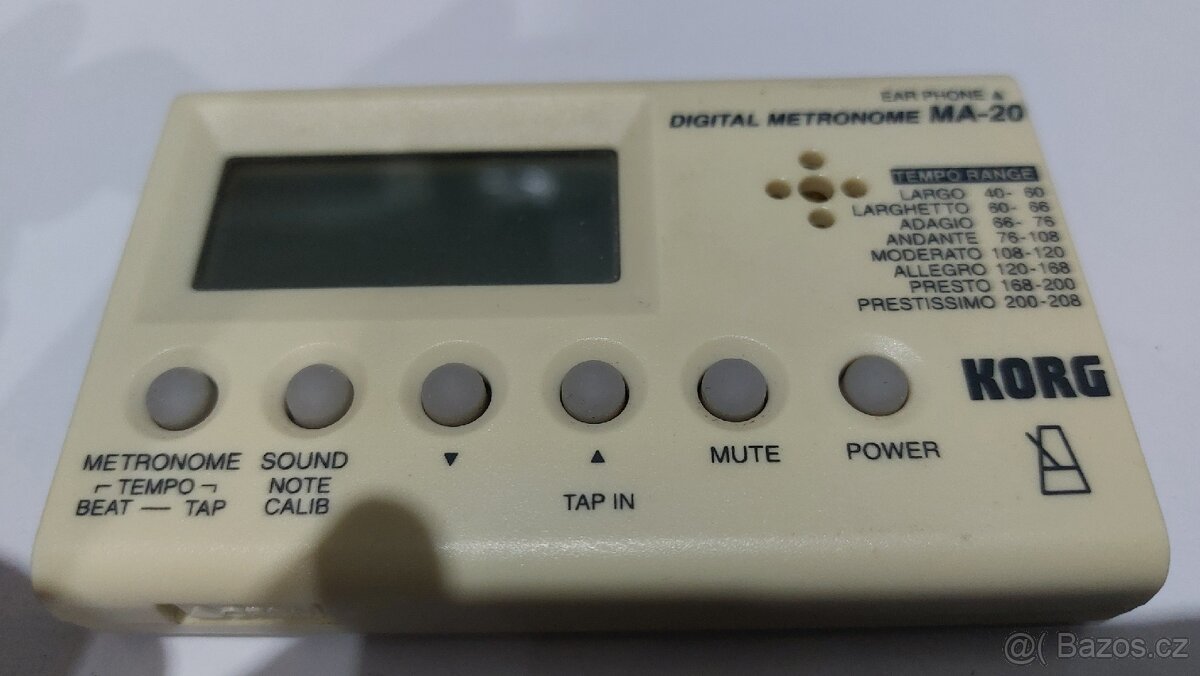 EAR PHONE
DIGITAL METRONOME MA-20
TEMPO RANGE
LARGO 40- 60
LARGHETTO 60- 66
ADAGIO 66- 76
ANDANTE 76-108
MODERATO 108-120
ALLEGRO 120-168
PRESTO 168-200
PRESTISSIMO 200-208
KORG
METRONOME SOUND ▼ ▲ MUTE POWER
TEMPO NOTE
BEAT — TAP CALIB TAP IN
@( Bazos.cz